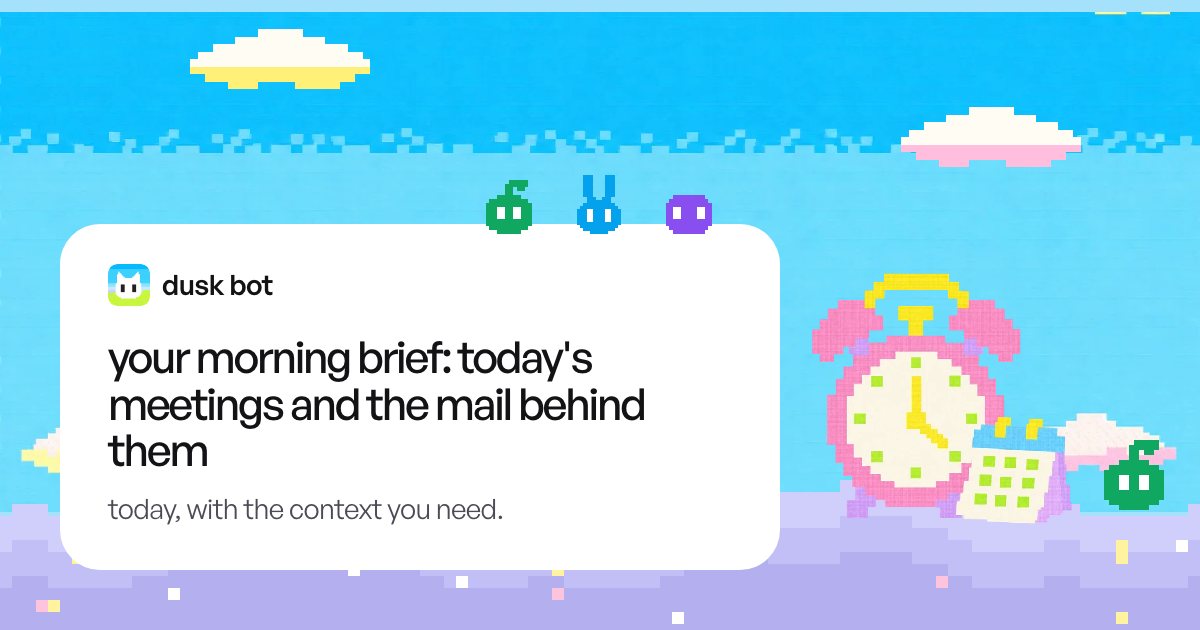 dusk bot
your morning brief: today's
meetings and the mail behind
them
today, with the context you need.